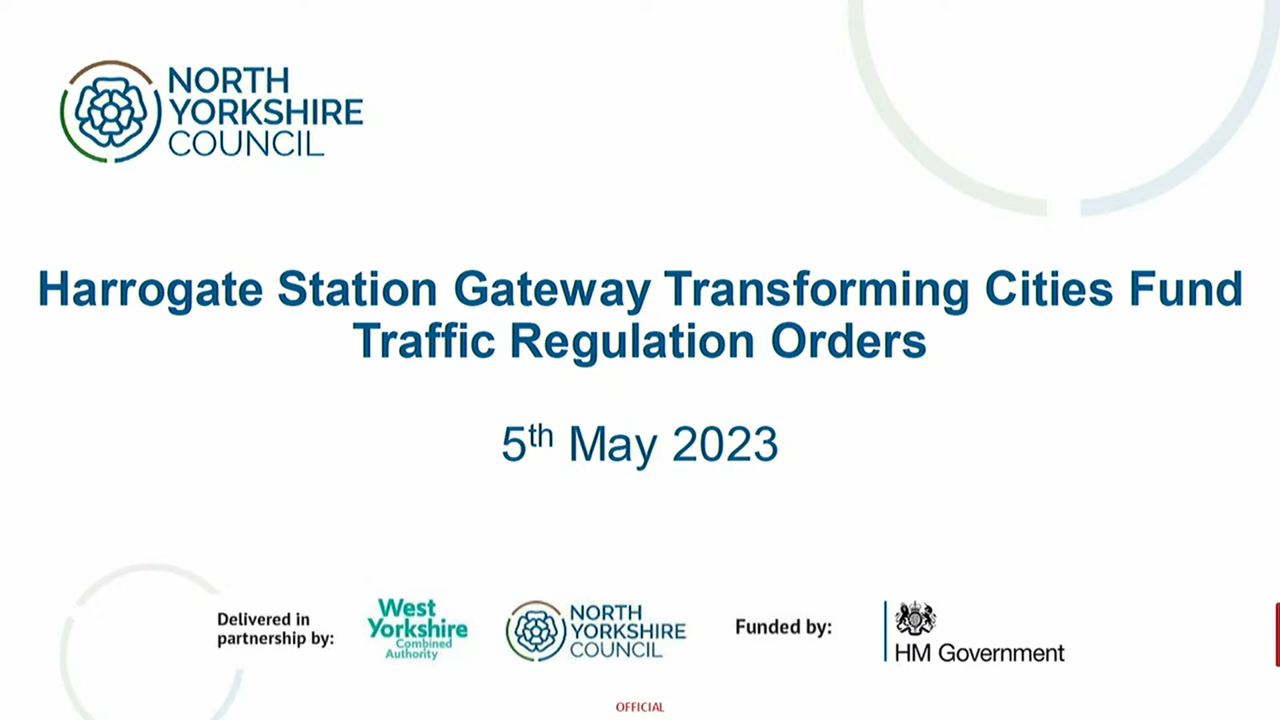 NORTH
YORKSHIRE
COUNCIL
Harrogate Station Gateway Transforming Cities Fund
Traffic Regulation Orders
5th May 2023
Delivered in
partnership by:
West
Yorkshire
Combined
Authority
NORTH
YORKSHIRE
COUNCIL
Funded by:
HM Government
OFFICIAL